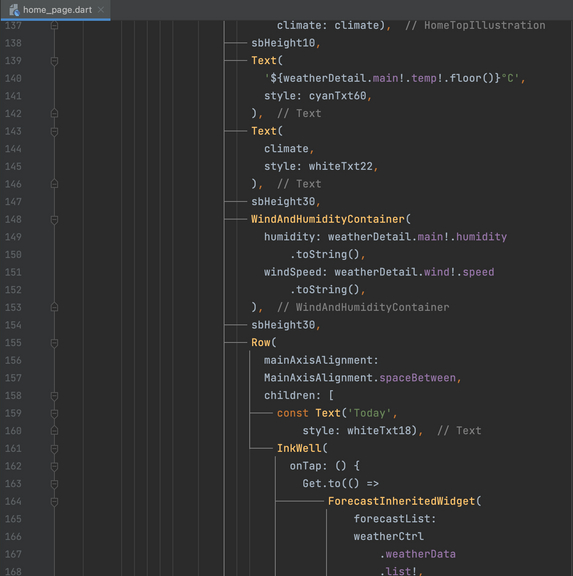 home_page.dart
137 climate: climate), // HomeTopIllustration
138 sbHeight10,
139 Text(
140 '${weatherDetail.main!.temp!.floor()}°C',
141 style: cyanTxt60,
142 ), // Text
143 Text(
144 climate,
145 style: whiteTxt22,
146 ), // Text
147 sbHeight30,
148 WindAndHumidityContainer(
149 humidity: weatherDetail.main!.humidity
150 .toString(),
151 windSpeed: weatherDetail.wind!.speed
152 .toString(),
153 ), // WindAndHumidityContainer
154 sbHeight30,
155 Row(
156 mainAxisAlignment:
157 MainAxisAlignment.spaceBetween,
158 children: [
159 const Text('Today',
160 style: whiteTxt18), // Text
161 InkWell(
162 onTap: () {
163 Get.to(() =>
164 ForecastInheritedWidget(
165 forecastList:
166 weatherCtrl
167 .weatherData
168 .list!,